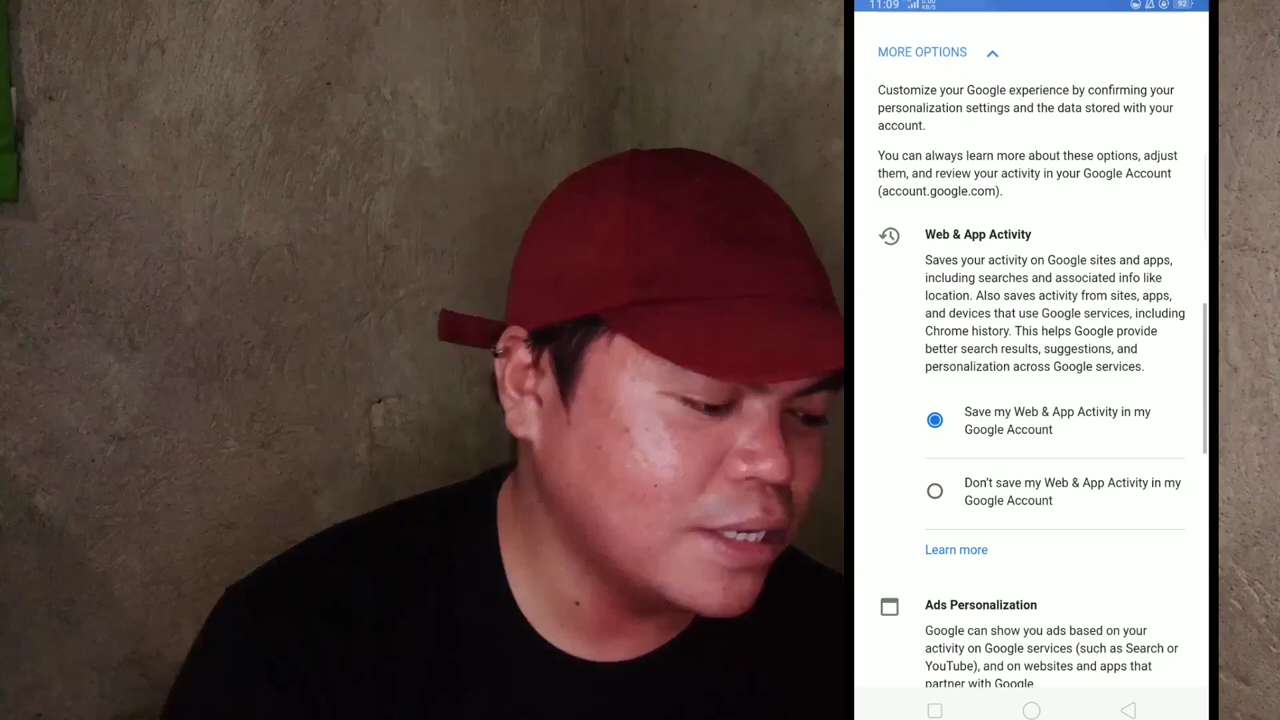 11:09
92
MORE OPTIONS
Customize your Google experience by confirming your
personalization settings and the data stored with your
account.
You can always learn more about these options, adjust
them, and review your activity in your Google Account
(account.google.com).
Web & App Activity
Saves your activity on Google sites and apps,
including searches and associated info like
location. Also saves activity from sites, apps,
and devices that use Google services, including
Chrome history. This helps Google provide
better search results, suggestions, and
personalization across Google services.
Save my Web & App Activity in my
Google Account
Don't save my Web & App Activity in my
Google Account
Learn more
Ads Personalization
Google can show you ads based on your
activity on Google services (such as Search or
YouTube), and on websites and apps that
partner with Google.